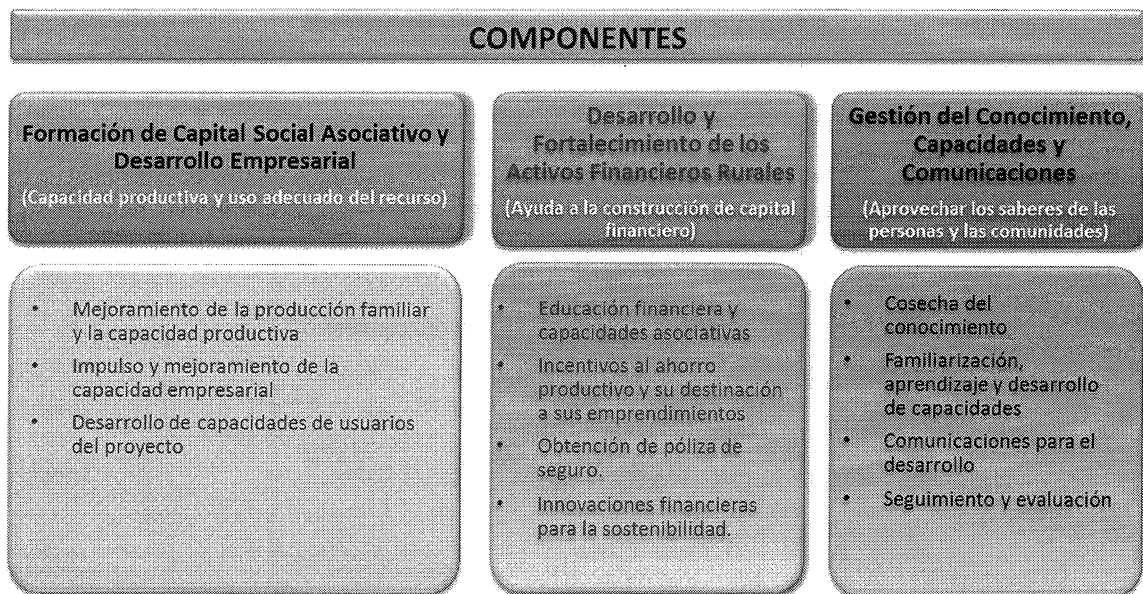 COMPONENTES
Formación de Capital Social Asociativo y
Desarrollo Empresarial
(Capacidad productiva y uso adecuado del recurso)
• Mejoramiento de la producción familiar
y la capacidad productiva
• Impulso y mejoramiento de la
capacidad empresarial
• Desarrollo de capacidades de usuarios
del proyecto
Desarrollo y
Fortalecimiento de los
Activos Financieros Rurales
(Ayuda a la construcción de capital
financiero)
• Educación financiera y
capacidades asociativas
• Incentivos al ahorro
productivo y su destinación
a sus emprendimientos
• Obtención de póliza de
seguro.
• Innovaciones financieras
para la sostenibilidad.
Gestión del Conocimiento,
Capacidades y
Comunicaciones
(Aprovechar los saberes de las
personas y las comunidades)
• Cosecha del
conocimiento
• Familiarización,
aprendizaje y desarrollo
de capacidades
• Comunicaciones para el
desarrollo
• Seguimiento y evaluación